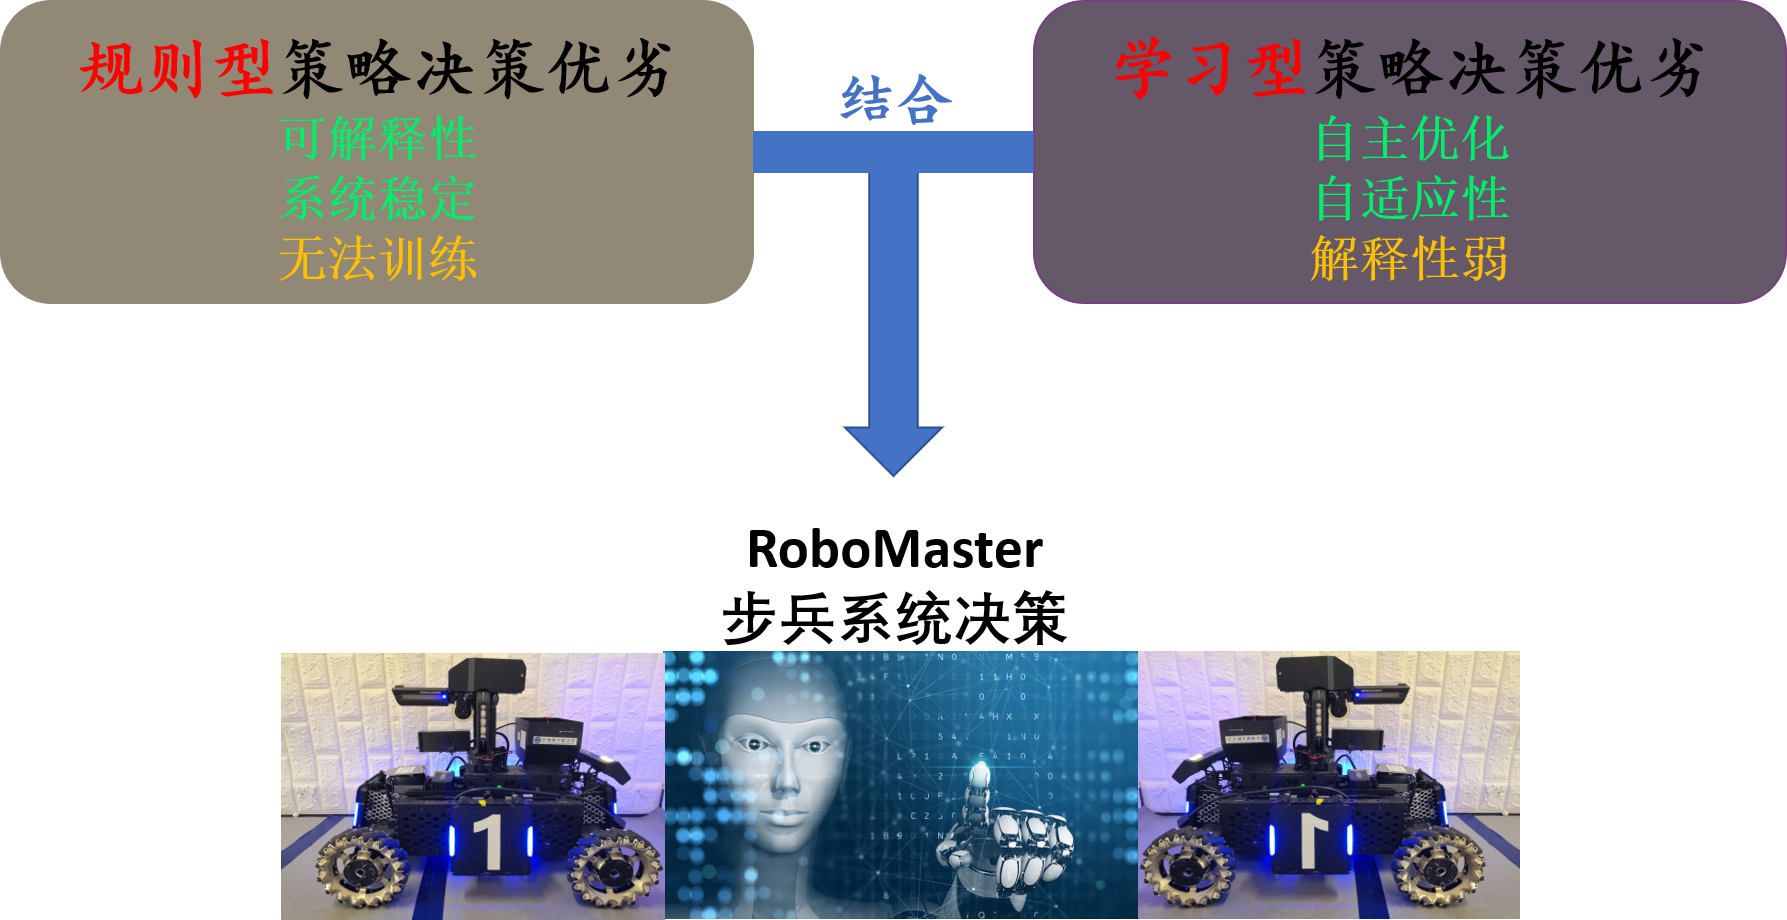 规则型策略决策优劣
可解释性
系统稳定
无法训练
结合
学习型策略决策优劣
自主优化
自适应性
解释性弱
RoboMaster
步兵系统决策
1
1